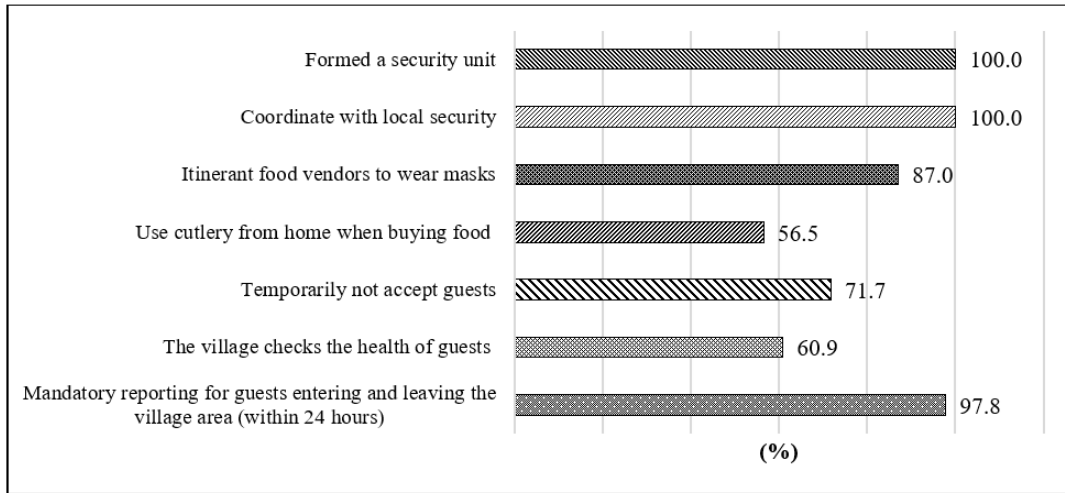 Formed a security unit
100.0
Coordinate with local security
100.0
Itinerant food vendors to wear masks
87.0
Use cutlery from home when buying food
56.5
Temporarily not accept guests
71.7
The village checks the health of guests
60.9
Mandatory reporting for guests entering and leaving the
village area (within 24 hours)
97.8
(%)